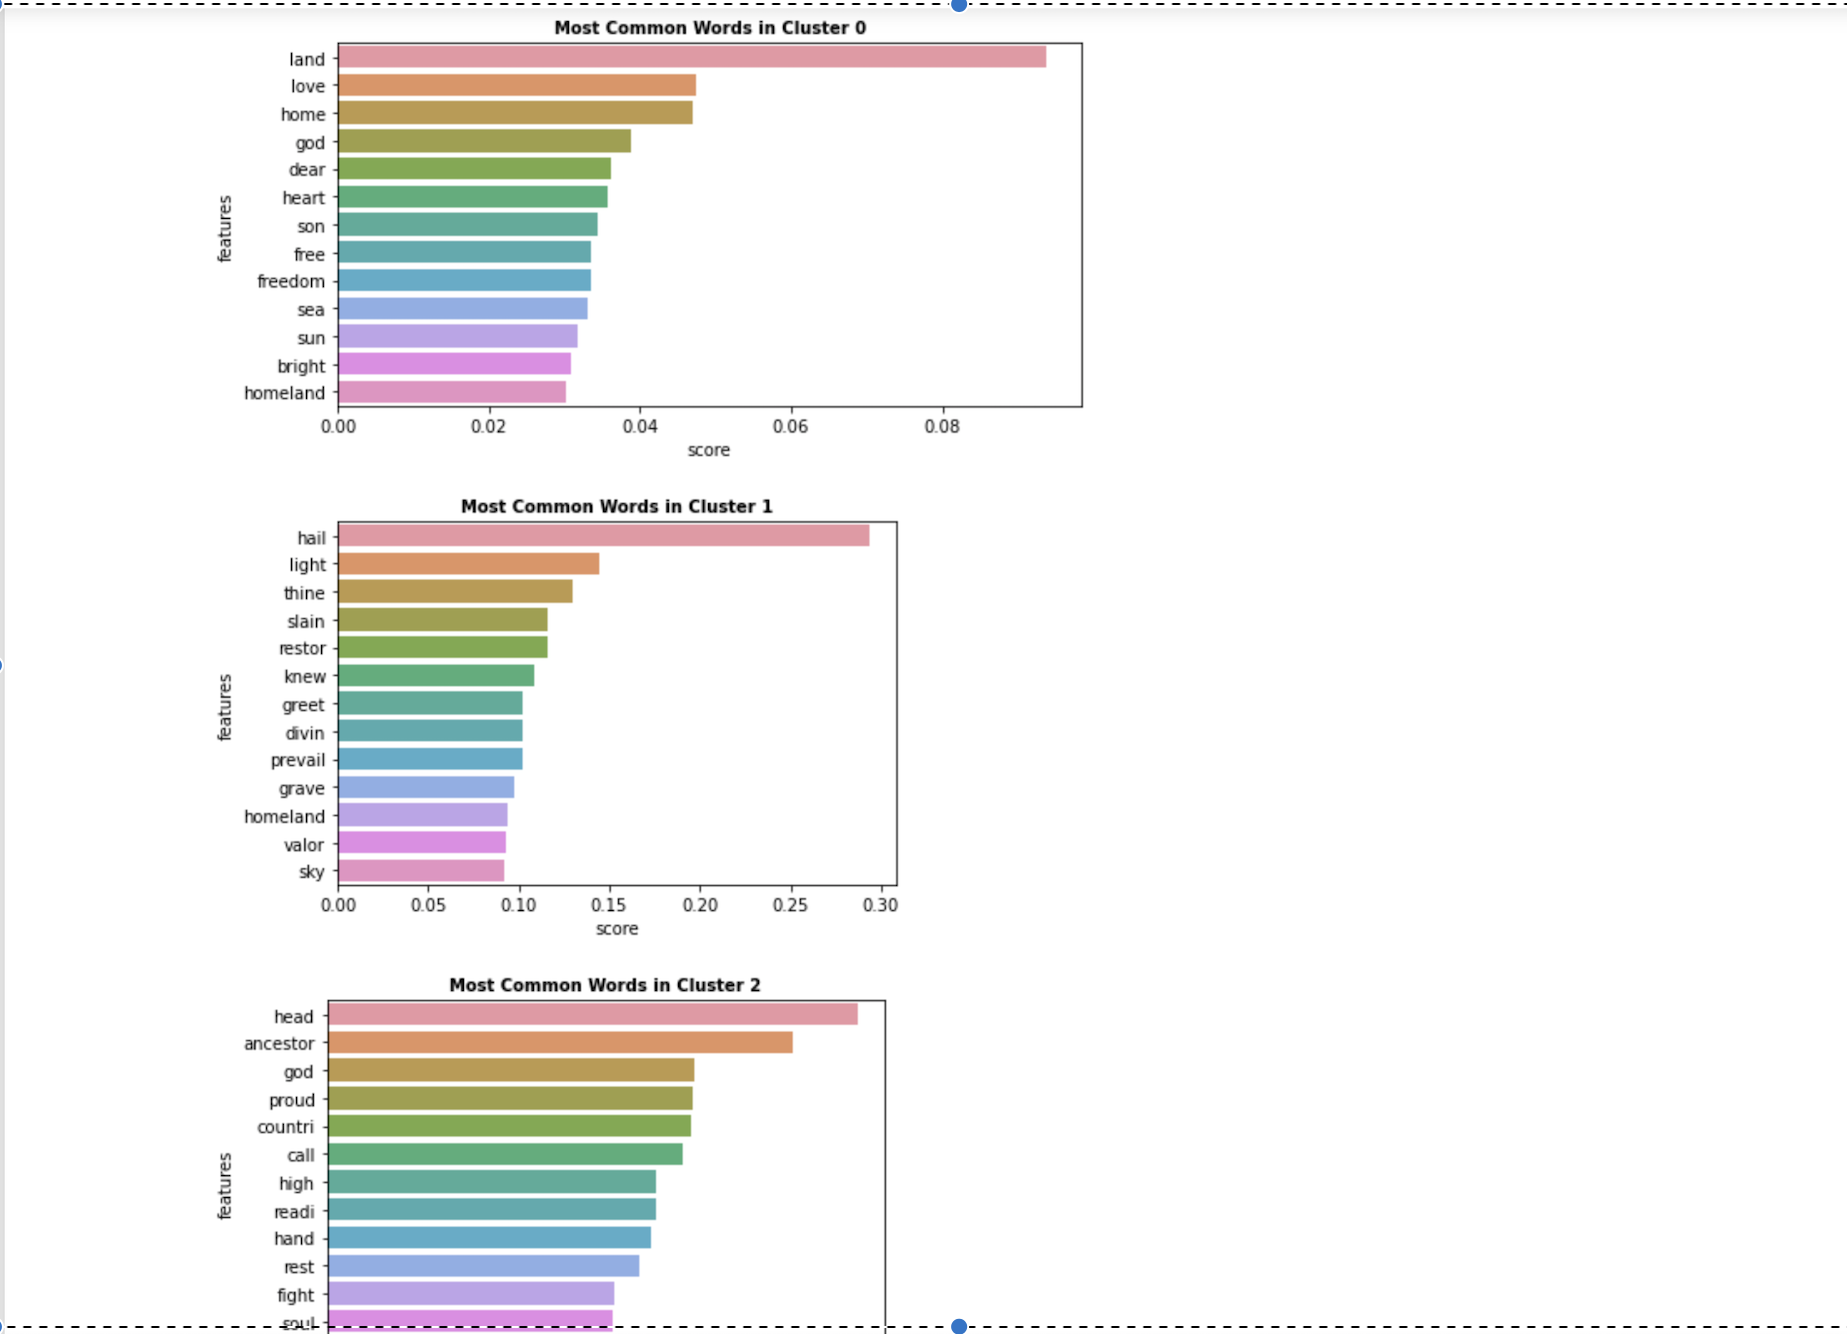 Most Common Words in Cluster 0
land
love
home
god
dear
heart
son
free
freedom
sea
sun
bright
homeland
features
0.00 0.02 0.04 0.06 0.08
score
Most Common Words in Cluster 1
hail
light
thine
slain
restor
knew
greet
divin
prevail
grave
homeland
valor
sky
features
0.00 0.05 0.10 0.15 0.20 0.25 0.30
score
Most Common Words in Cluster 2
head
ancestor
god
proud
countri
call
high
readi
hand
rest
fight
soul
features